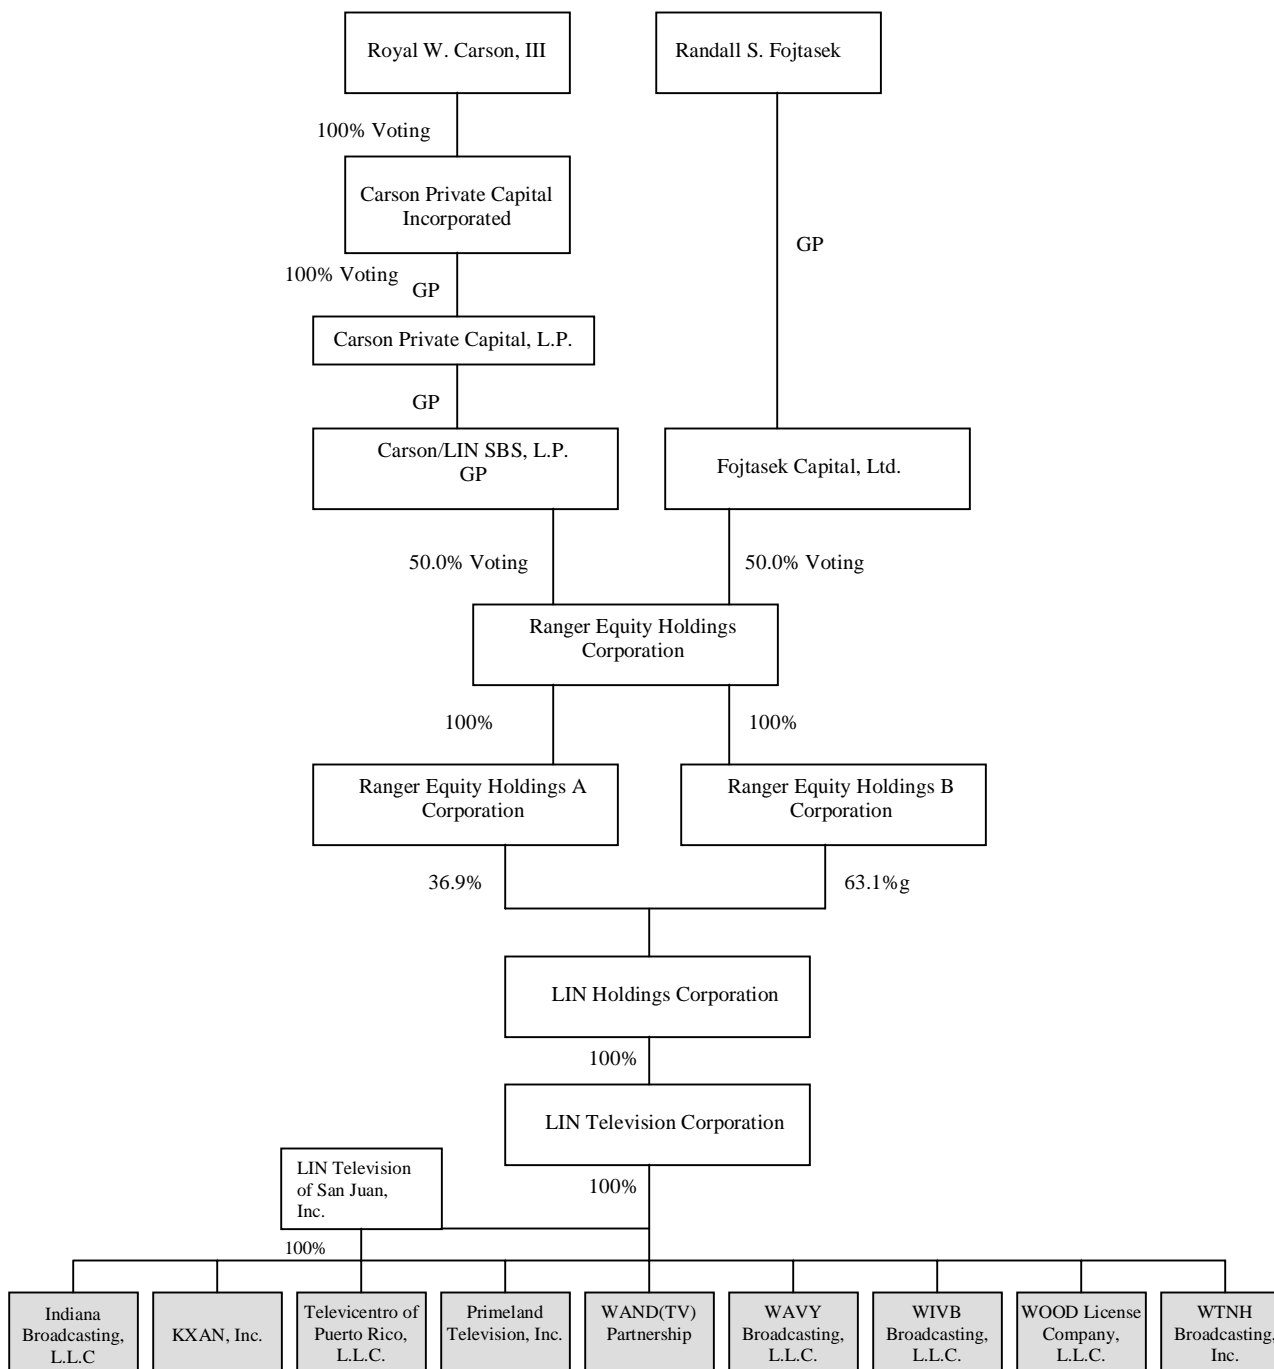 Royal W. Carson, III
Randall S. Fojtasek
100% Voting
Carson Private Capital
Incorporated
GP
100% Voting
GP
Carson Private Capital, L.P.
GP
Carson/LIN SBS, L.P.
GP
Fojtasek Capital, Ltd.
50.0% Voting
50.0% Voting
Ranger Equity Holdings
Corporation
100%
100%
Ranger Equity Holdings A
Corporation
Ranger Equity Holdings B
Corporation
36.9%
63.1%g
LIN Holdings Corporation
100%
LIN Television Corporation
LIN Television
of San Juan,
Inc.
100%
100%
Indiana
Broadcasting,
L.L.C
KXAN, Inc.
Televicentro of
Puerto Rico,
L.L.C.
Primeland
Television, Inc.
WAND(TV)
Partnership
WAVY
Broadcasting,
L.L.C.
WIVB
Broadcasting,
L.L.C.
WOOD License
Company,
L.L.C.
WTNH
Broadcasting,
Inc.